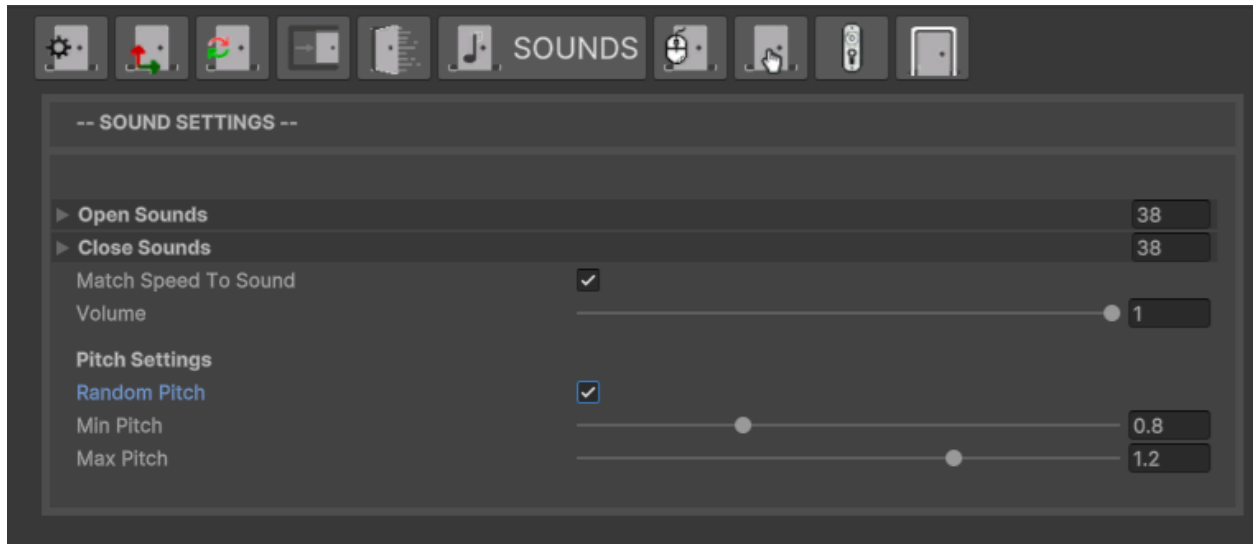 SOUNDS
-- SOUND SETTINGS --
Open Sounds 38
Close Sounds 38
Match Speed To Sound
Volume 1
Pitch Settings
Random Pitch
Min Pitch 0.8
Max Pitch 1.2